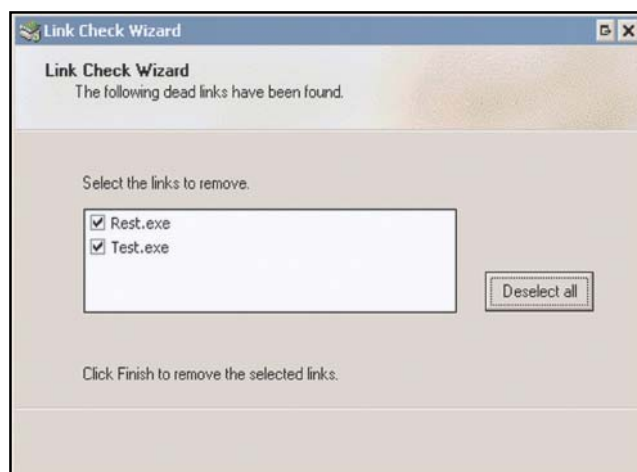 Link Check Wizard
Link Check Wizard
The following dead links have been found.
Select the links to remove.
Rest.exe
Test.exe
Deselect all
Click Finish to remove the selected links.